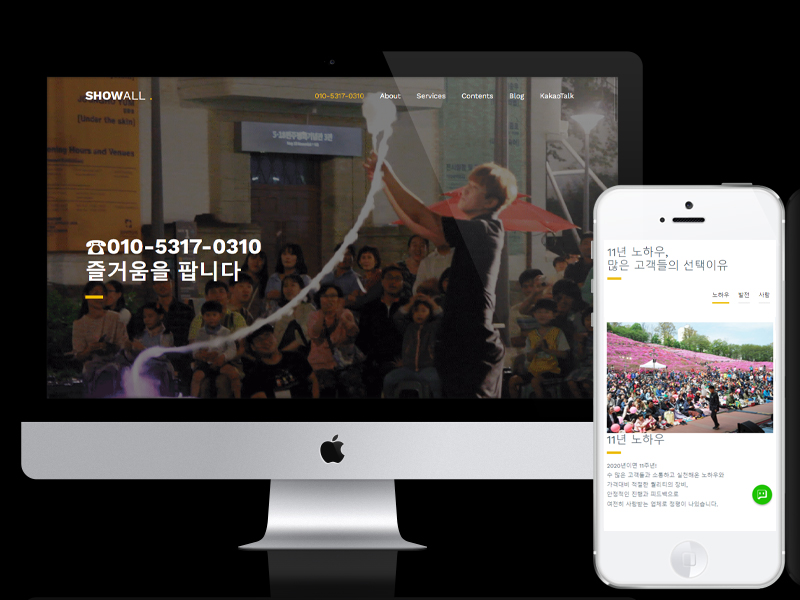 SHOWALL .
010-5317-0310 About Services Contents Blog KakaoTalk
[Under the skin]
☎010-5317-0310
즐거움을 팝니다
11년 노하우,
많은 고객들의 선택이유
노하우 발전 사랑
11년 노하우
2020년이면 11주년!
수 많은 고객들과 소통하고 실천해온 노하우와
가격대비 적절한 퀄리티의 장비,
안정적인 진행과 피드백으로
여전히 사랑받는 업체로 정평이 나있습니다.